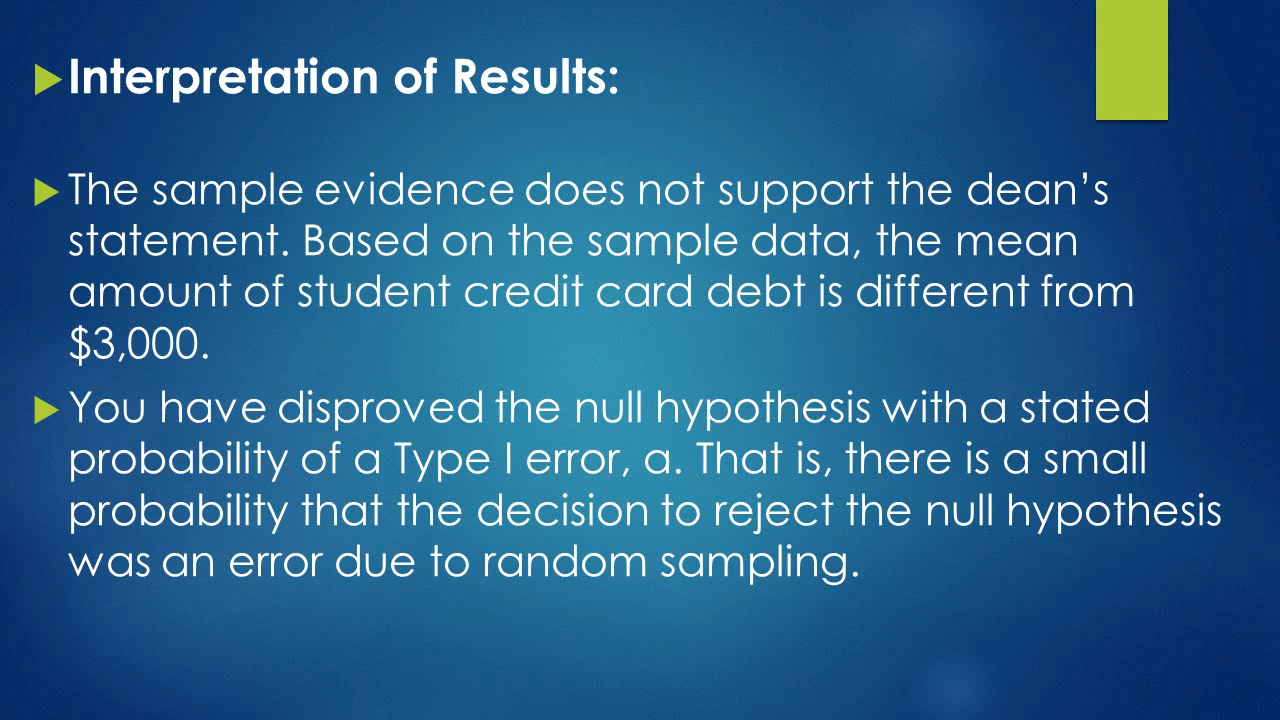 Interpretation of Results:
The sample evidence does not support the dean’s
statement. Based on the sample data, the mean
amount of student credit card debt is different from
$3,000.
You have disproved the null hypothesis with a stated
probability of a Type I error, a. That is, there is a small
probability that the decision to reject the null hypothesis
was an error due to random sampling.